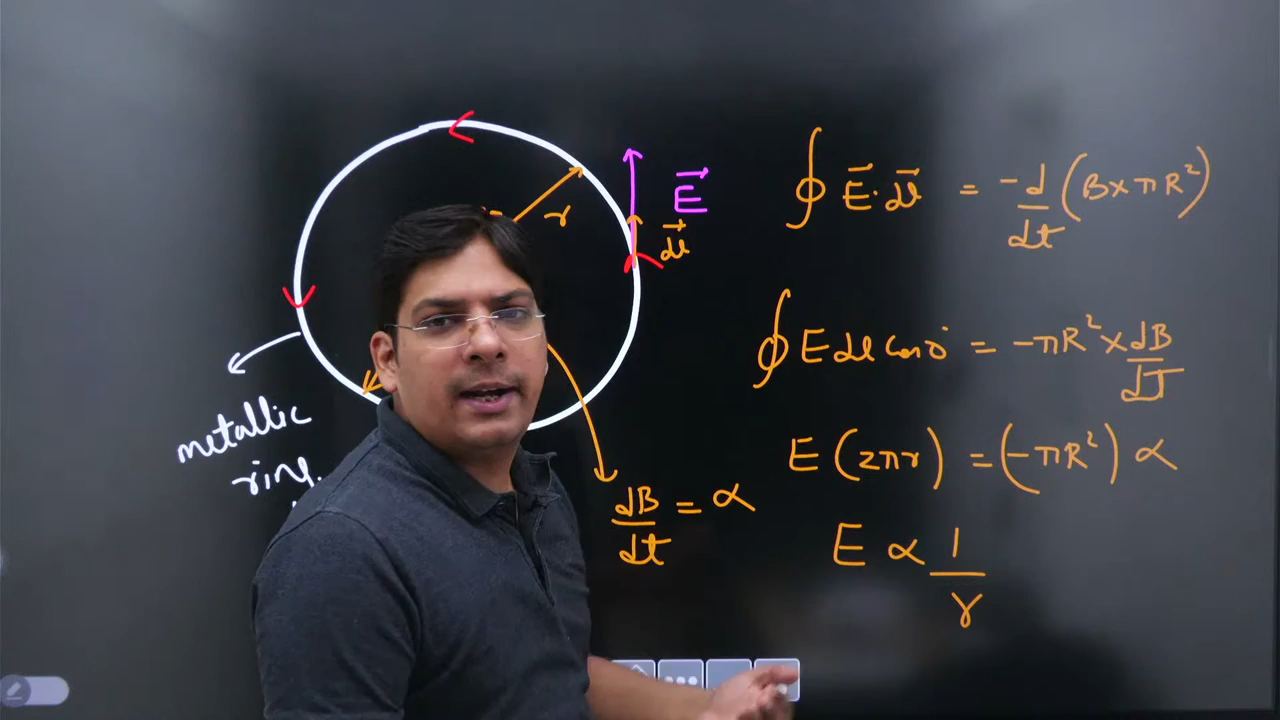 r
E⃗
dl⃗
metallic
ring.
dB/dt = α
∮ E⃗·dl⃗ = -d/dt (B×πR²)
∮ E dl cos0° = -πR² × dB/dt
E (2πr) = (-πR²) α
E ∝ 1/r